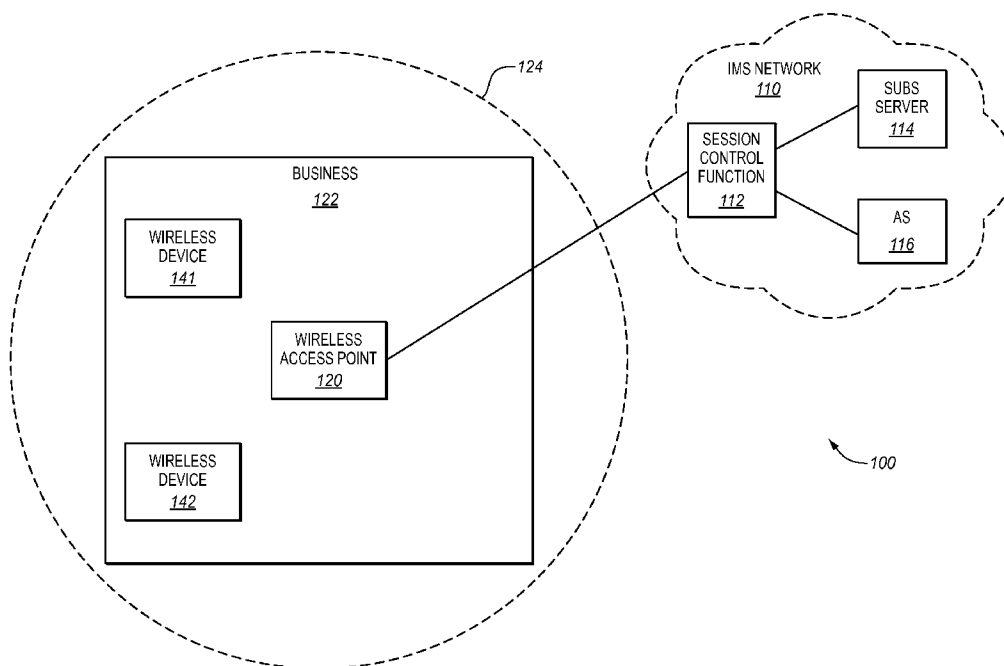 124
IMS NETWORK
110
SUBS
SERVER
114
SESSION
CONTROL
FUNCTION
112
AS
116
BUSINESS
122
WIRELESS
DEVICE
141
WIRELESS
ACCESS POINT
120
WIRELESS
DEVICE
142
100